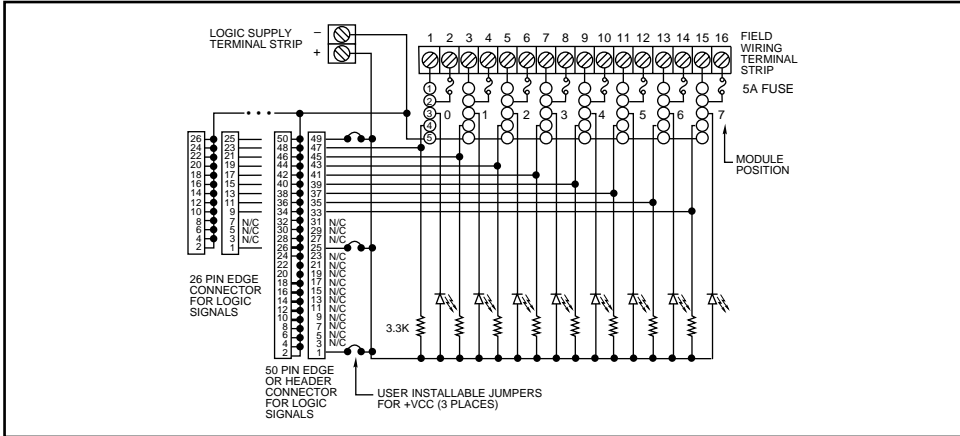 LOGIC SUPPLY
TERMINAL STRIP
–
+
1 2 3 4 5 6 7 8 9 10 11 12 13 14 15 16
FIELD
WIRING
TERMINAL
STRIP
5A FUSE
1
2
3
4
5
0 1 2 3 4 5 6 7
MODULE
POSITION
26
24
22
20
18
16
14
12
10
8
6
4
2
25
23
21
19
17
15
13
11
9
7 N/C
5 N/C
3 N/C
1
26 PIN EDGE
CONNECTOR
FOR LOGIC
SIGNALS
50
48
46
44
42
40
38
36
34
32
30
28
26
24
22
20
18
16
14
12
10
8
6
4
2
49
47
45
43
41
39
37
35
33
31 N/C
29 N/C
27 N/C
25
23 N/C
21 N/C
19 N/C
17 N/C
15 N/C
13 N/C
11 N/C
9 N/C
7 N/C
5 N/C
3 N/C
1
50 PIN EDGE
OR HEADER
CONNECTOR
FOR LOGIC
SIGNALS
3.3K
USER INSTALLABLE JUMPERS
FOR +VCC (3 PLACES)